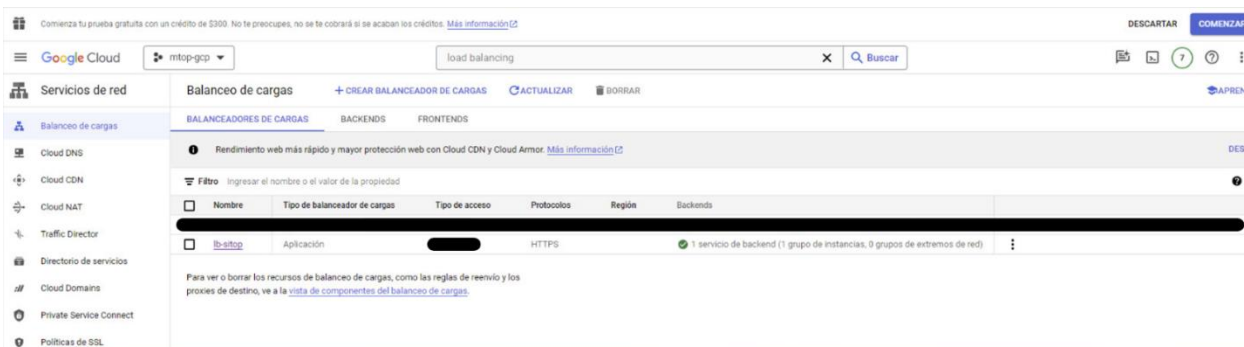 Comienza tu prueba gratuita con un crédito de $300. No te preocupes, no se te cobrará si se acaban los créditos. Más información
DESCARTAR
COMENZAR
Google Cloud
mtop-gcp
load balancing
Buscar
7
Servicios de red
Balanceo de cargas
CREAR BALANCEADOR DE CARGAS
ACTUALIZAR
BORRAR
APREN
Balanceo de cargas
Cloud DNS
Cloud CDN
Cloud NAT
Traffic Director
Directorio de servicios
Cloud Domains
Private Service Connect
Políticas de SSL
BALANCEADORES DE CARGAS
BACKENDS
FRONTENDS
Rendimiento web más rápido y mayor protección web con Cloud CDN y Cloud Armor. Más información
DES
Filtro Ingresar el nombre o el valor de la propiedad
Nombre Tipo de balanceador de cargas Tipo de acceso Protocolos Región Backends
lb-sitop Aplicación HTTPS 1 servicio de backend (1 grupo de instancias, 0 grupos de extremos de red)
Para ver o borrar los recursos de balanceo de cargas, como las reglas de reenvío y los
proxies de destino, ve a la vista de componentes del balanceo de cargas.